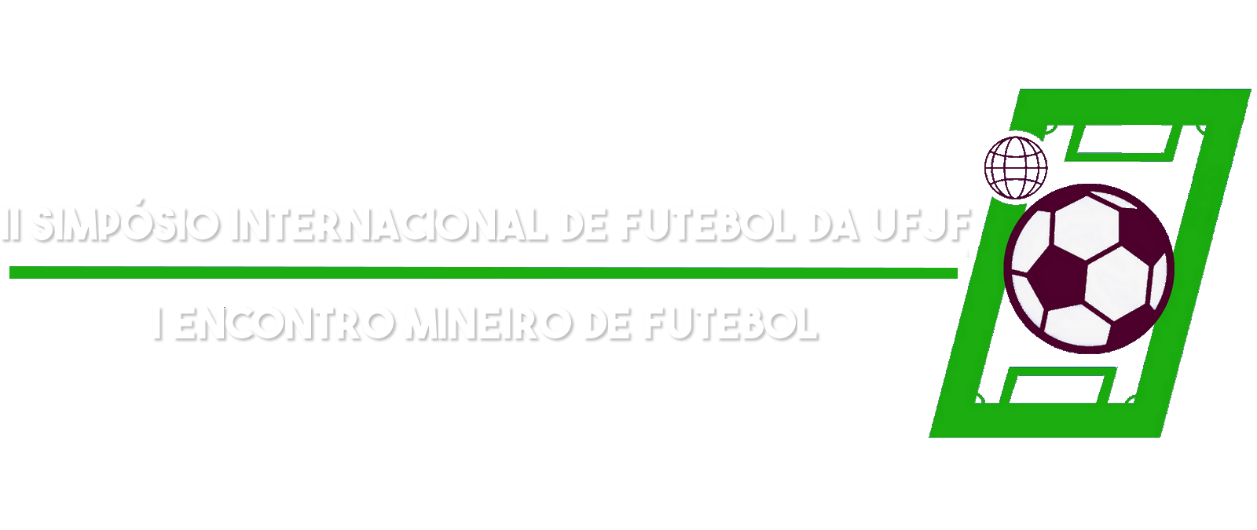 II SIMPÓSIO INTERNACIONAL DE FUTEBOL DA UFJF
I ENCONTRO MINEIRO DE FUTEBOL